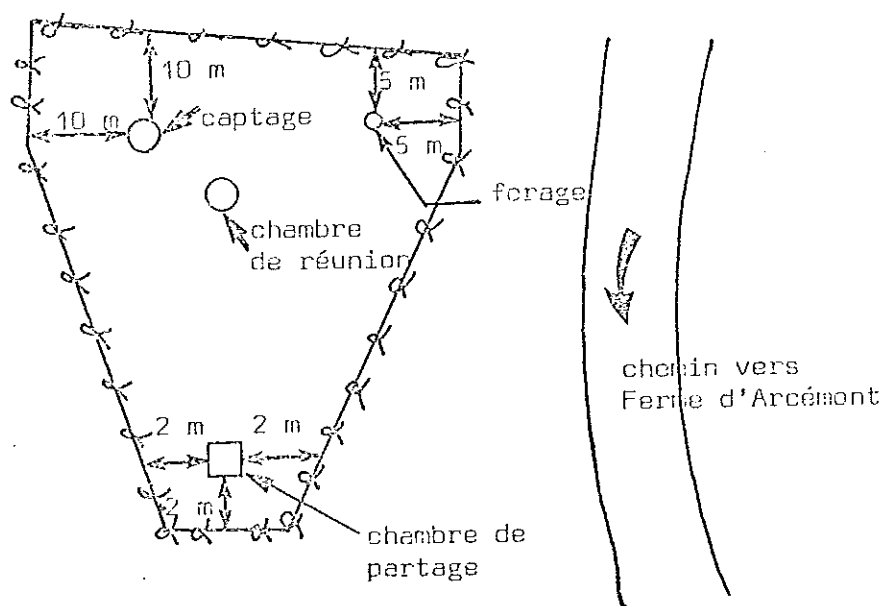 10 m
5 m
10 m
captage
5 m
forage
chambre
de réunion
chemin vers
Ferme d'Arcémont
2 m
2 m
2 m
chambre de
partage